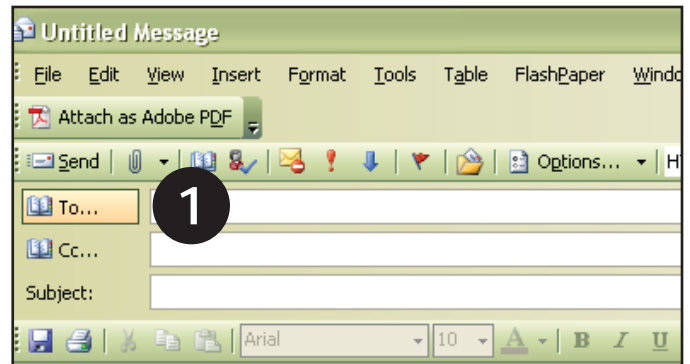 Untitled Message
File Edit View Insert Format Tools Table FlashPaper Windo
Attach as Adobe PDF
Send Options... H
To... 1
Cc...
Subject:
Arial 10 A B I U